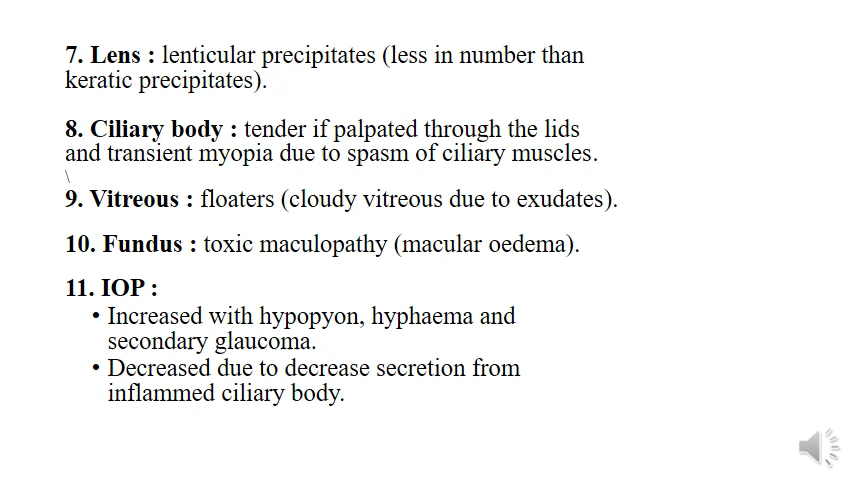 7. Lens : lenticular precipitates (less in number than
keratic precipitates).
8. Ciliary body : tender if palpated through the lids
and transient myopia due to spasm of ciliary muscles.
\
9. Vitreous : floaters (cloudy vitreous due to exudates).
10. Fundus : toxic maculopathy (macular oedema).
11. IOP :
• Increased with hypopyon, hyphaema and
secondary glaucoma.
• Decreased due to decrease secretion from
inflammed ciliary body.